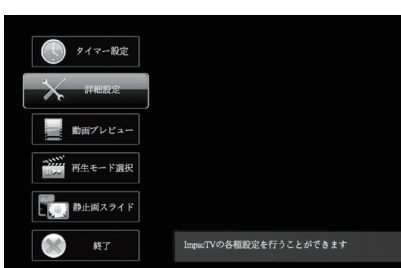 タイマー設定
詳細設定
動画プレビュー
再生モード選択
静止画スライド
終了
ImpacTVの各種設定を行うことができます